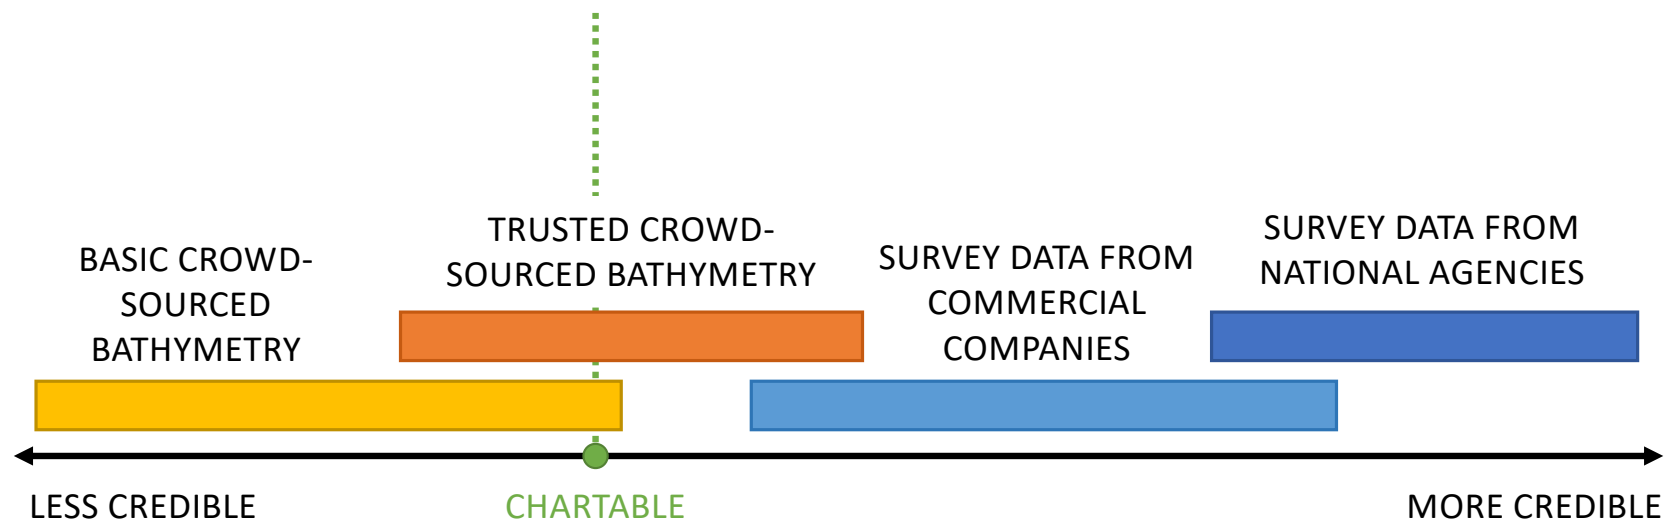 BASIC CROWD-
SOURCED
BATHYMETRY
TRUSTED CROWD-
SOURCED BATHYMETRY
SURVEY DATA FROM
COMMERCIAL
COMPANIES
SURVEY DATA FROM
NATIONAL AGENCIES
LESS CREDIBLE
CHARTABLE
MORE CREDIBLE